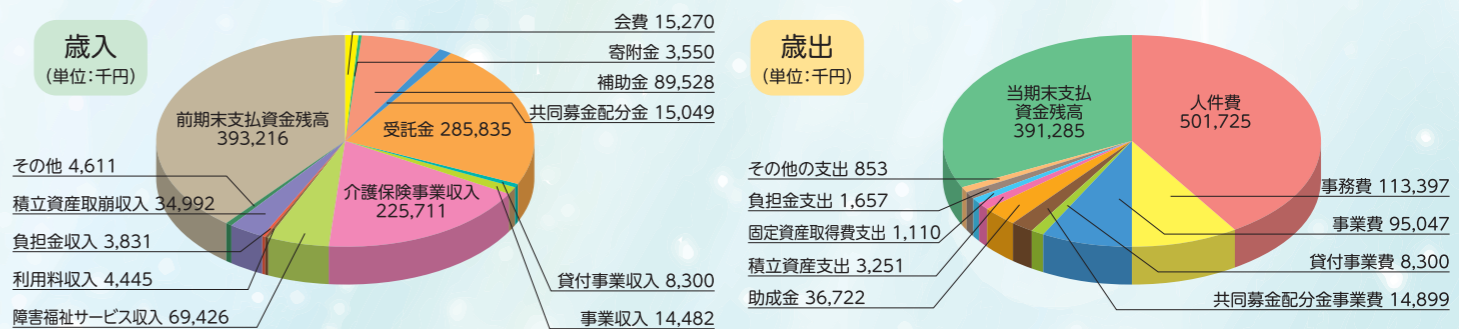 歳入
(単位:千円)
会費 15,270
寄附金 3,550
補助金 89,528
共同募金配分金 15,049
受託金 285,835
貸付事業収入 8,300
事業収入 14,482
介護保険事業収入
225,711
障害福祉サービス収入 69,426
利用料収入 4,445
負担金収入 3,831
積立資産取崩収入 34,992
その他 4,611
前期末支払資金残高
393,216
歳出
(単位:千円)
人件費
501,725
事務費 113,397
事業費 95,047
貸付事業費 8,300
共同募金配分金事業費 14,899
助成金 36,722
積立資産支出 3,251
固定資産取得費支出 1,110
負担金支出 1,657
その他の支出 853
当期末支払
資金残高
391,285